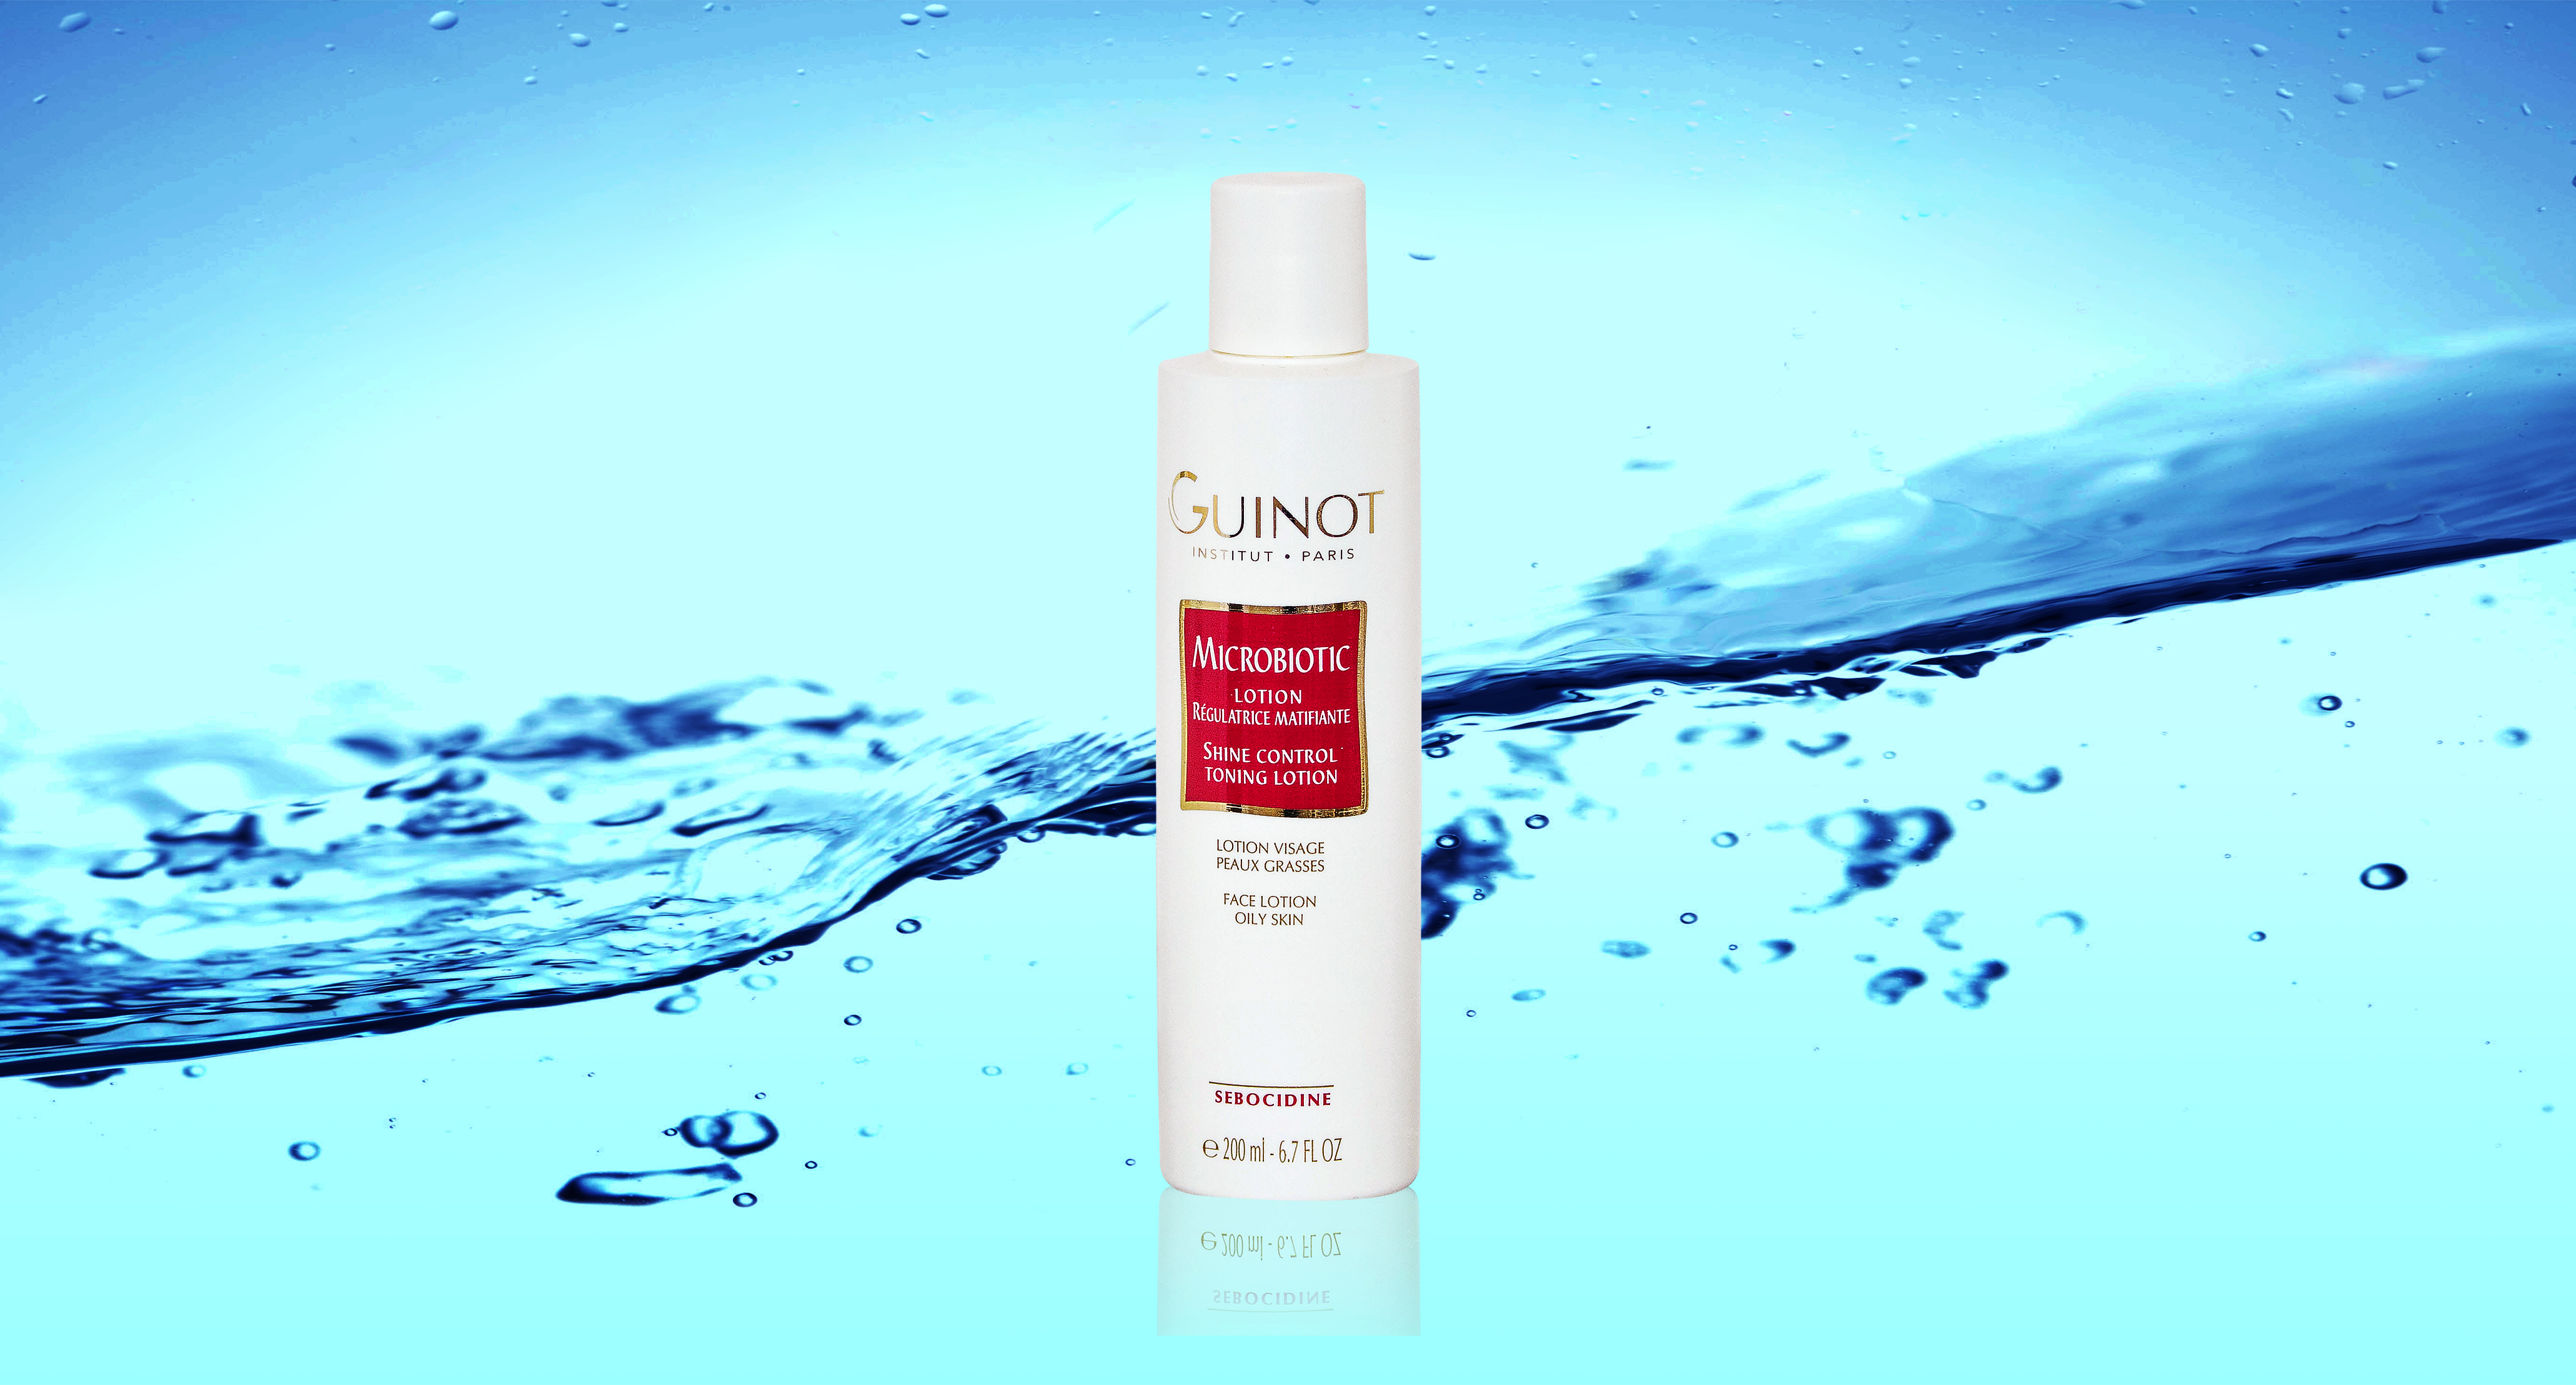 GUINOT
INSTITUT • PARIS
MICROBIOTIC
LOTION
RÉGULATRICE MATIFIANTE
SHINE CONTROL
TONING LOTION
LOTION VISAGE
PEAUX GRASSES
FACE LOTION
OILY SKIN
SEBOCIDINE
℮ 200 ml - 6.7 FL OZ